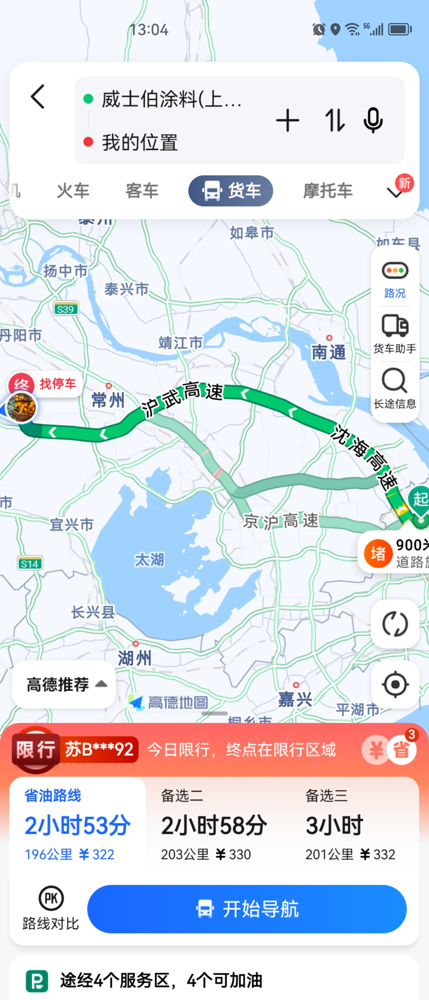 13:04
5G
威士伯涂料(上...
我的位置
火车
客车
货车
摩托车
新
如皋市
如东县
扬中市
泰兴市
S39
路况
丹阳市
靖江市
南通
货车助手
终
找停车
沪武高速
长途信息
常州
沈海高速
起
市
宜兴市
京沪高速
堵
900米
道路
太湖
S14
长兴县
湖州
高德推荐
高德地图
嘉兴
平湖市
桐乡市
限行
苏B***92
今日限行，终点在限行区域
¥
省
3
省油路线
备选二
备选三
2小时53分
2小时58分
3小时
196公里 ¥322
203公里 ¥330
201公里 ¥332
PK
路线对比
开始导航
P
途经4个服务区，4个可加油